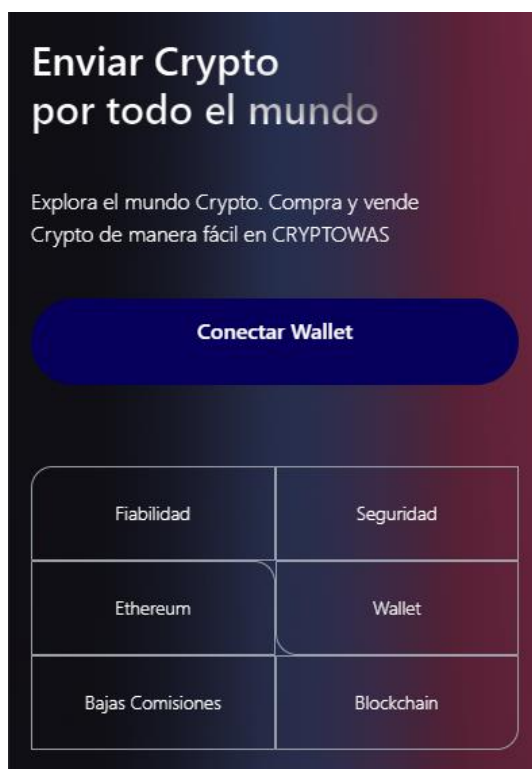 Enviar Crypto
por todo el mundo
Explora el mundo Crypto. Compra y vende
Crypto de manera fácil en CRYPTOWAS
Conectar Wallet
Fiabilidad
Seguridad
Ethereum
Wallet
Bajas Comisiones
Blockchain